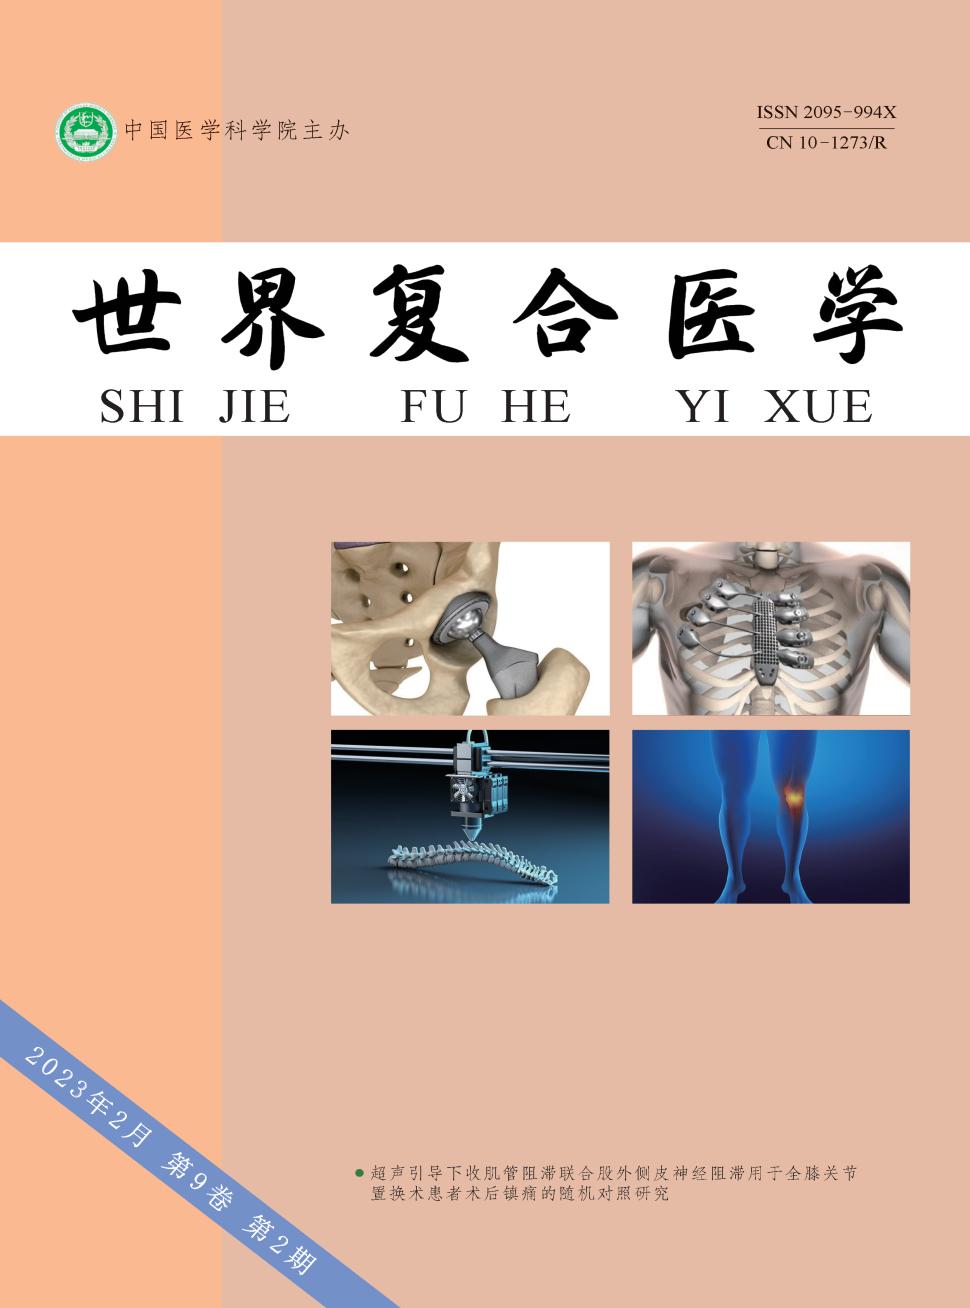 中国医学科学院主办
ISSN 2095-994X
CN 10-1273/R
世界复合医学
SHI JIE FU HE YI XUE
2023年2月 第9卷 第2期
超声引导下收肌管阻滞联合股外侧皮神经阻滞用于全膝关节
置换术患者术后镇痛的随机对照研究